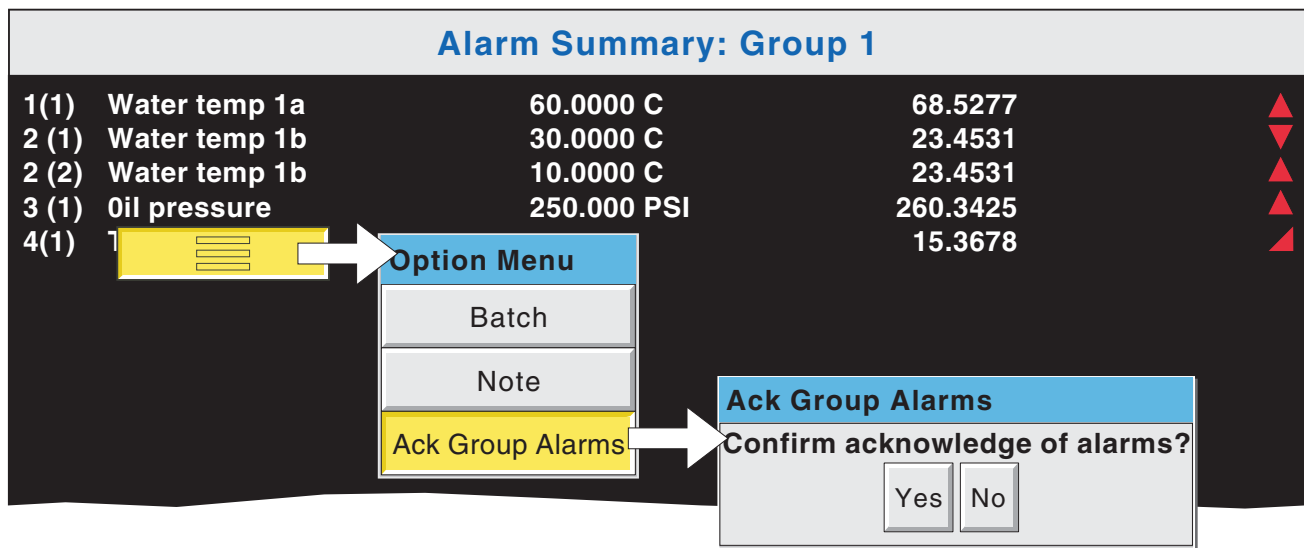 Alarm Summary: Group 1
1(1) Water temp 1a 60.0000 C 68.5277
2 (1) Water temp 1b 30.0000 C 23.4531
2 (2) Water temp 1b 10.0000 C 23.4531
3 (1) 0il pressure 250.000 PSI 260.3425
4(1) 15.3678
Option Menu
Batch
Note
Ack Group Alarms
Ack Group Alarms
Confirm acknowledge of alarms?
Yes No